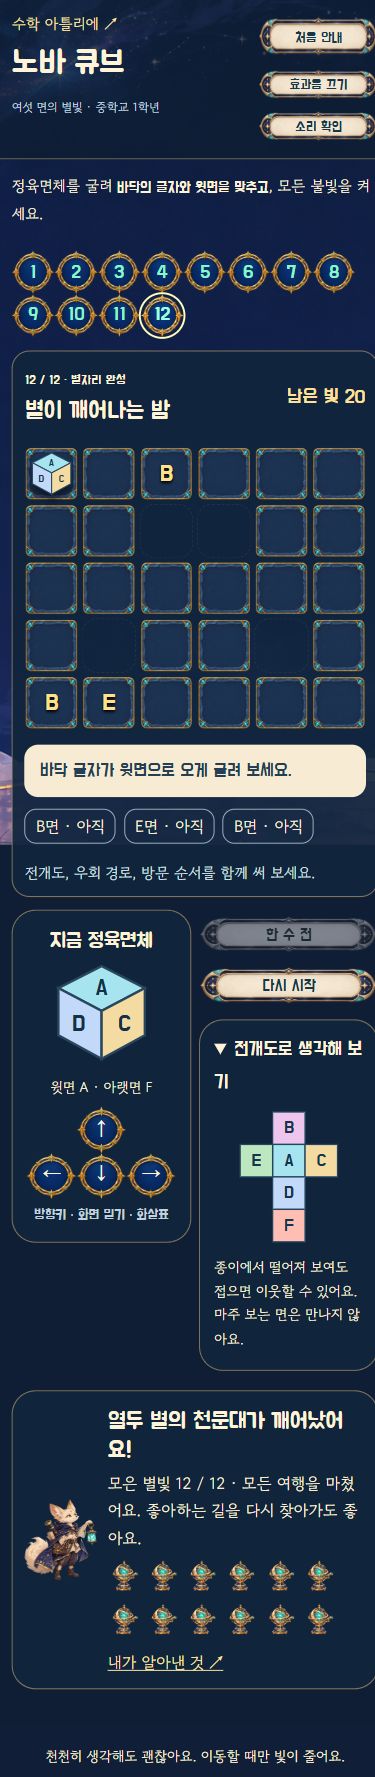 수학 아틀리에 ↗
노바 큐브
여섯 면의 별빛 · 중학교 1학년
처음 안내
효과음 끄기
소리 확인
정육면체를 굴려 바닥의 글자와 윗면을 맞추고, 모든 불빛을 켜
세요.
1 2 3 4 5 6 7 8
9 10 11 12
12 / 12 · 별자리 완성
별이 깨어나는 밤
남은 빛 20
A
D C
B
B E
바닥 글자가 윗면으로 오게 굴려 보세요.
B면 · 아직 E면 · 아직 B면 · 아직
전개도, 우회 경로, 방문 순서를 함께 써 보세요.
지금 정육면체
A
D C
윗면 A · 아랫면 F
↑
← ↓ →
방향키 · 화면 밀기 · 화살표
한 수 전
다시 시작
▼ 전개도로 생각해 보
기
B
E A C
D
F
종이에서 떨어져 보여도
접으면 이웃할 수 있어요.
마주 보는 면은 만나지 않
아요.
열두 별의 천문대가 깨어났어
요!
모은 별빛 12 / 12 · 모든 여행을 마쳤
어요. 좋아하는 길을 다시 찾아가도 좋
아요.
내가 알아낸 것 ↗
천천히 생각해도 괜찮아요. 이동할 때만 빛이 줄어요.